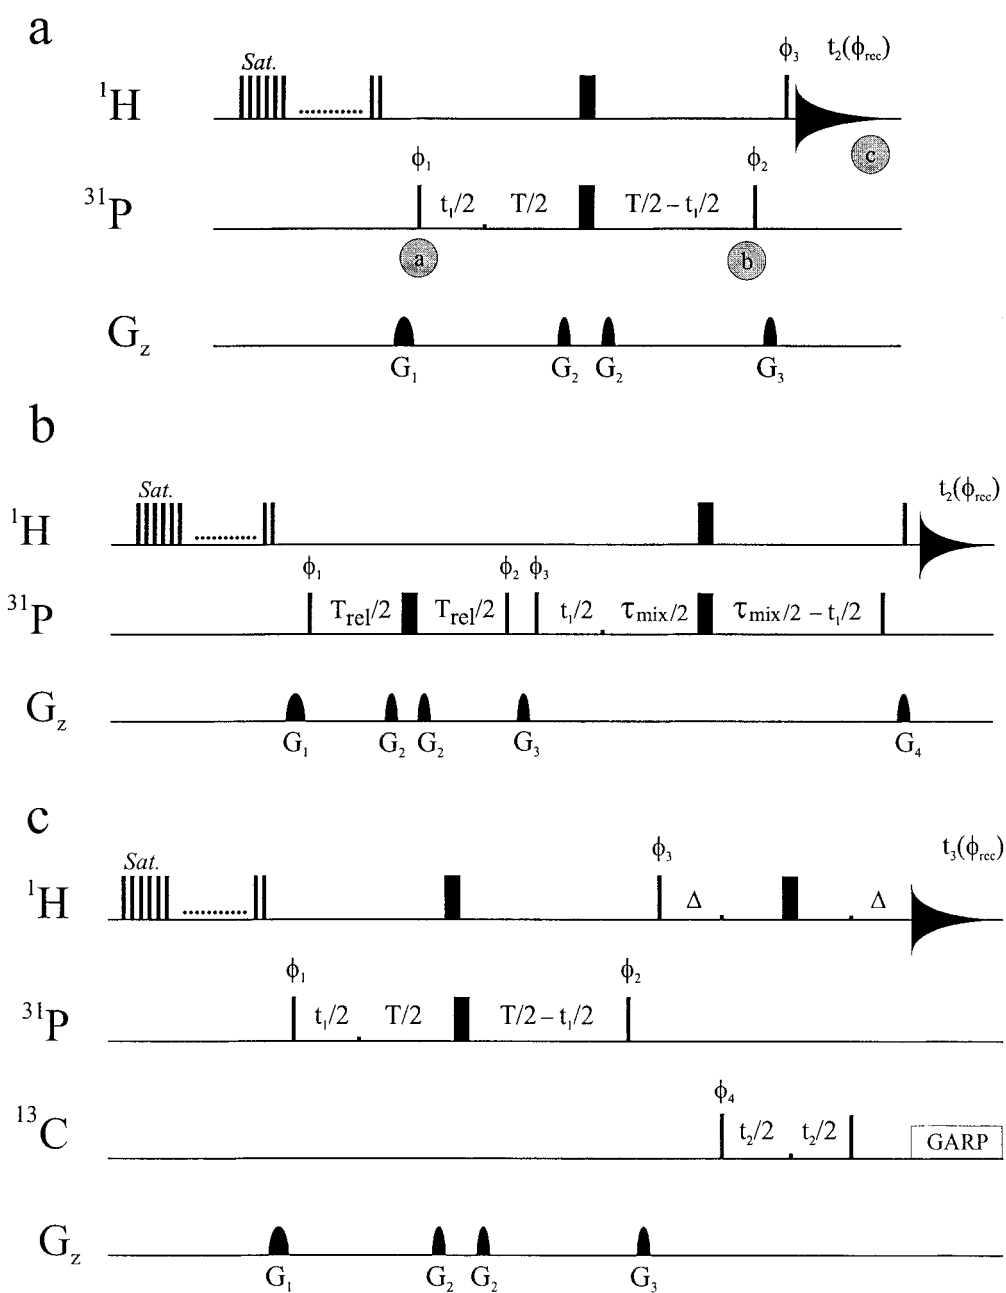 a
Sat. ϕ₃ t₂(ϕrec)
¹H
c
ϕ₁ ϕ₂
³¹P t₁/2 T/2 T/2 – t₁/2
a b
Gz
G₁ G₂ G₂ G₃
b
Sat. t₂(ϕrec)
¹H
ϕ₁ ϕ₂ ϕ₃
³¹P Trel/2 Trel/2 t₁/2 τmix/2 τmix/2 – t₁/2
Gz
G₁ G₂ G₂ G₃ G₄
c
ϕ₃ t₃(ϕrec)
Sat.
¹H Δ Δ
ϕ₁ ϕ₂
³¹P t₁/2 T/2 T/2 – t₁/2
ϕ₄
¹³C t₂/2 t₂/2 GARP
Gz
G₁ G₂ G₂ G₃